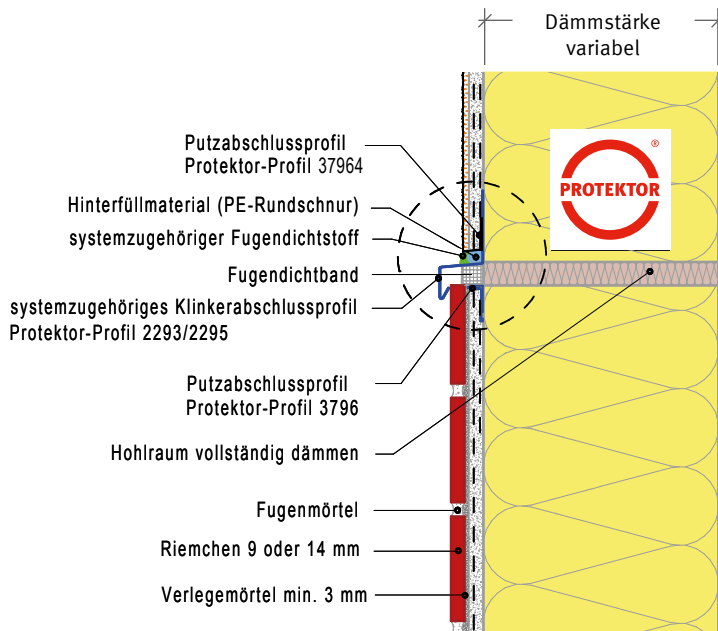 Dämmstärke
variabel
Putzabschlussprofil
Protektor-Profil 37964
®
PROTEKTOR
Hinterfüllmaterial (PE-Rundschnur)
systemzugehöriger Fugendichtstoff
Fugendichtband
systemzugehöriges Klinkerabschlussprofil
Protektor-Profil 2293/2295
Putzabschlussprofil
Protektor-Profil 3796
Hohlraum vollständig dämmen
Fugenmörtel
Riemchen 9 oder 14 mm
Verlegemörtel min. 3 mm